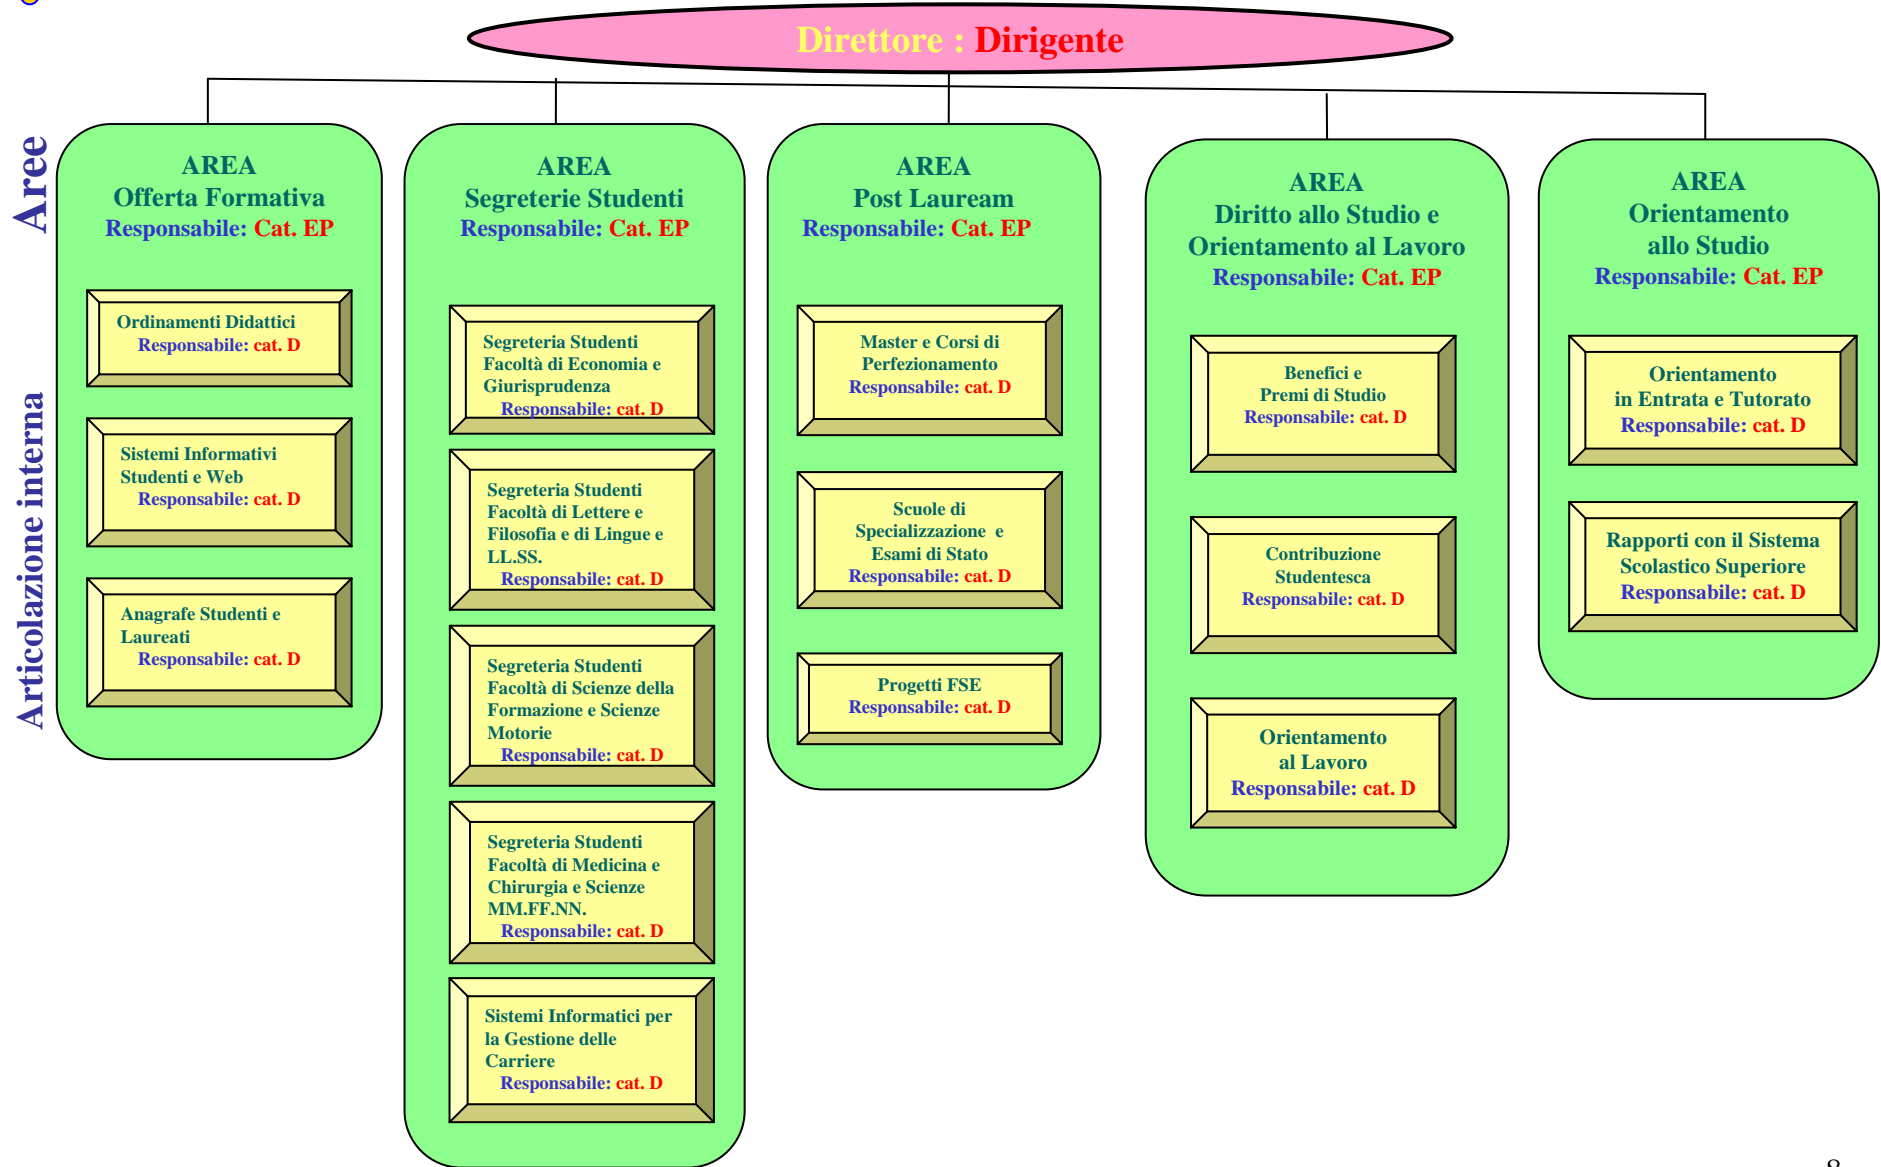 Direttore : Dirigente
Aree
Articolazione interna
AREA
Offerta Formativa
Responsabile: Cat. EP
Ordinamenti Didattici
Responsabile: cat. D
Sistemi Informativi
Studenti e Web
Responsabile: cat. D
Anagrafe Studenti e
Laureati
Responsabile: cat. D
AREA
Segreterie Studenti
Responsabile: Cat. EP
Segreteria Studenti
Facoltà di Economia e
Giurisprudenza
Responsabile: cat. D
Segreteria Studenti
Facoltà di Lettere e
Filosofia e di Lingue e
LL.SS.
Responsabile: cat. D
Segreteria Studenti
Facoltà di Scienze della
Formazione e Scienze
Motorie
Responsabile: cat. D
Segreteria Studenti
Facoltà di Medicina e
Chirurgia e Scienze
MM.FF.NN.
Responsabile: cat. D
Sistemi Informatici per
la Gestione delle
Carriere
Responsabile: cat. D
AREA
Post Lauream
Responsabile: Cat. EP
Master e Corsi di
Perfezionamento
Responsabile: cat. D
Scuole di
Specializzazione e
Esami di Stato
Responsabile: cat. D
Progetti FSE
Responsabile: cat. D
AREA
Diritto allo Studio e
Orientamento al Lavoro
Responsabile: Cat. EP
Benefici e
Premi di Studio
Responsabile: cat. D
Contribuzione
Studentesca
Responsabile: cat. D
Orientamento
al Lavoro
Responsabile: cat. D
AREA
Orientamento
allo Studio
Responsabile: Cat. EP
Orientamento
in Entrata e Tutorato
Responsabile: cat. D
Rapporti con il Sistema
Scolastico Superiore
Responsabile: cat. D